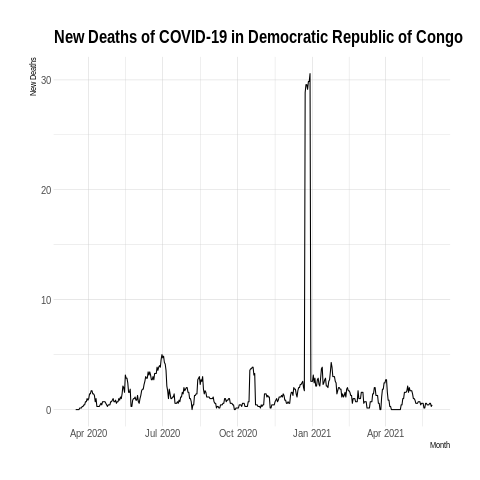 New Deaths of COVID-19 in Democratic Republic of Congo
New Deaths
30
20
10
0
Apr 2020 Jul 2020 Oct 2020 Jan 2021 Apr 2021
Month